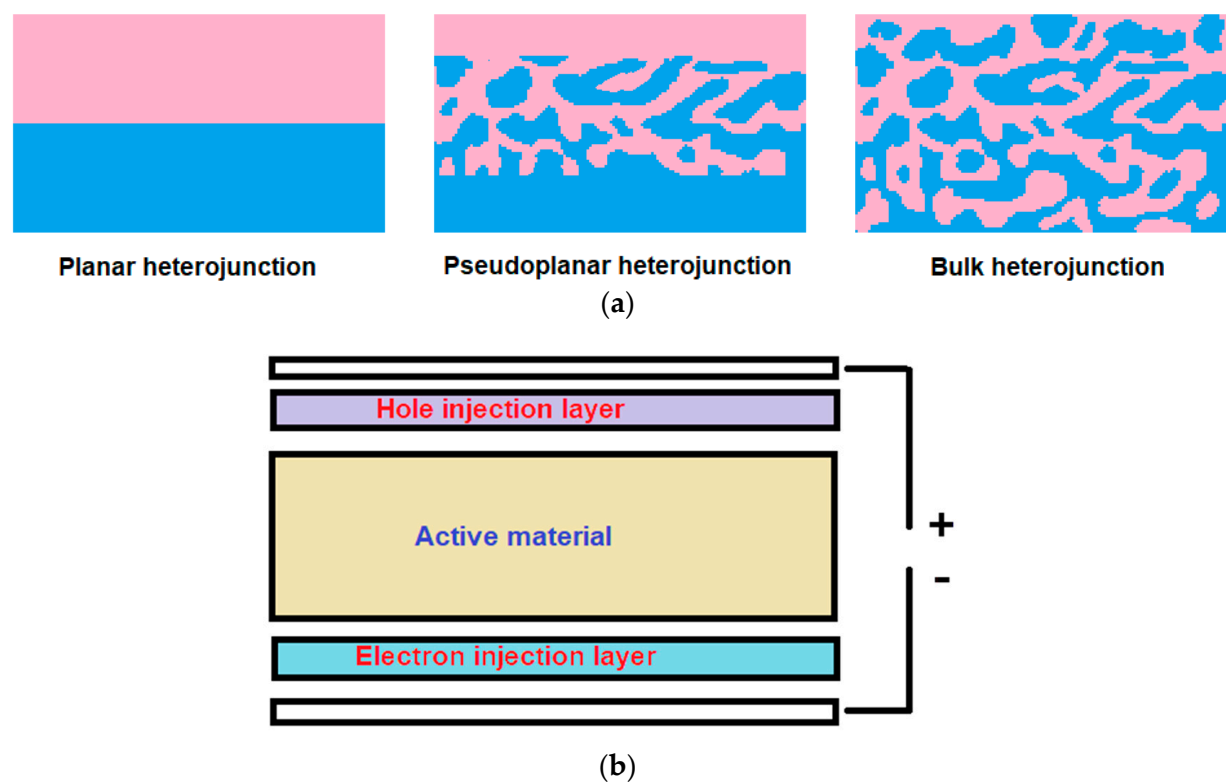 Planar heterojunction
Pseudoplanar heterojunction
Bulk heterojunction
(a)
Hole injection layer
Active material
+
-
Electron injection layer
(b)